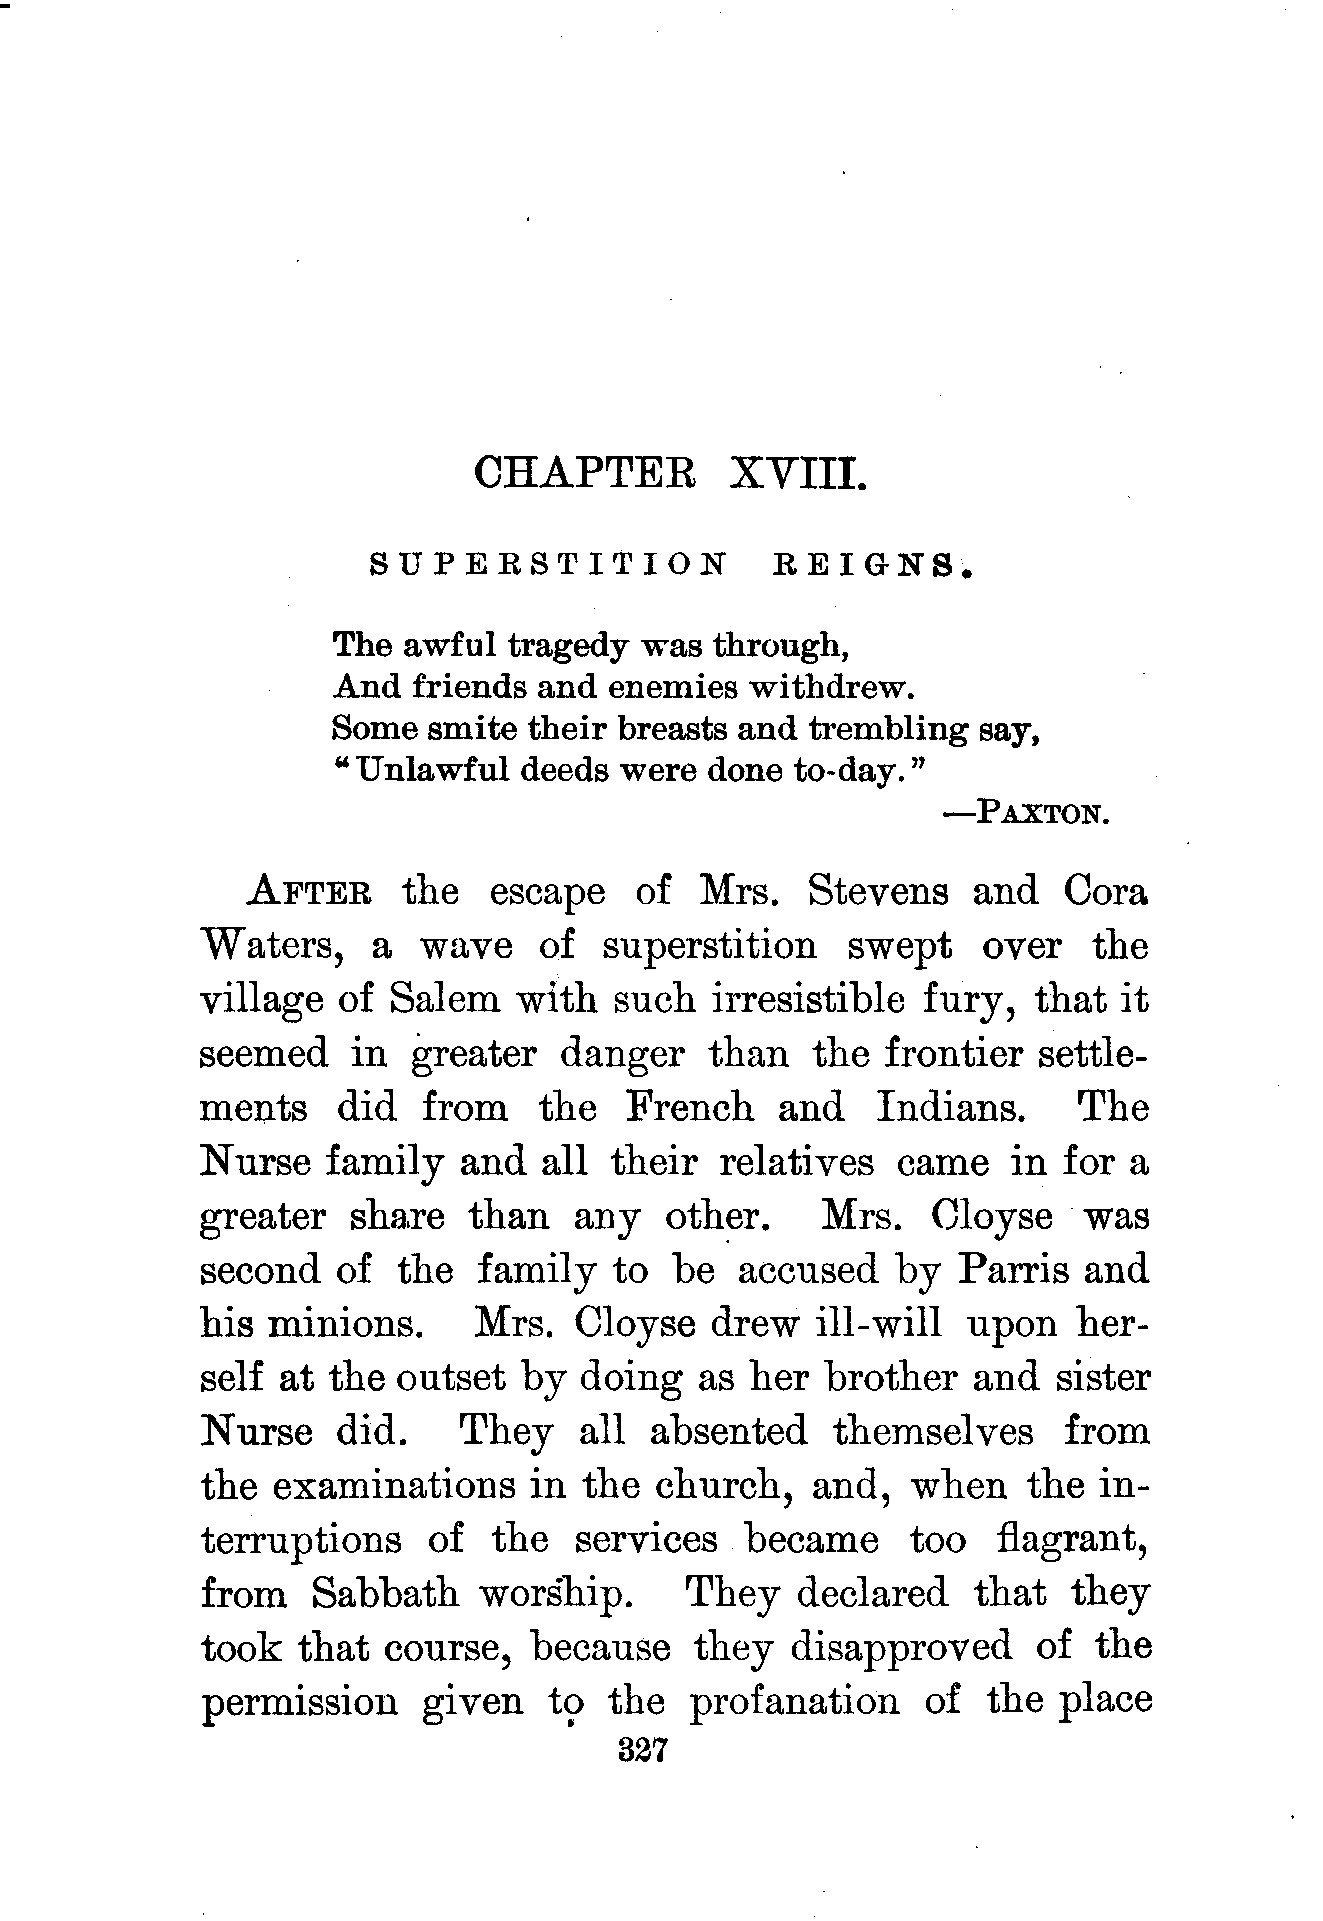 CHAPTER XVIII.
SUPERSTITION REIGNS.
The awful tragedy was through,
And friends and enemies withdrew.
Some smite their breasts and trembling say,
“Unlawful deeds were done to-day.”
—PAXTON.
AFTER the escape of Mrs. Stevens and Cora
Waters, a wave of superstition swept over the
village of Salem with such irresistible fury, that it
seemed in greater danger than the frontier settle-
ments did from the French and Indians. The
Nurse family and all their relatives came in for a
greater share than any other. Mrs. Cloyse was
second of the family to be accused by Parris and
his minions. Mrs. Cloyse drew ill-will upon her-
self at the outset by doing as her brother and sister
Nurse did. They all absented themselves from
the examinations in the church, and, when the in-
terruptions of the services became too flagrant,
from Sabbath worship. They declared that they
took that course, because they disapproved of the
permission given to the profanation of the place
327